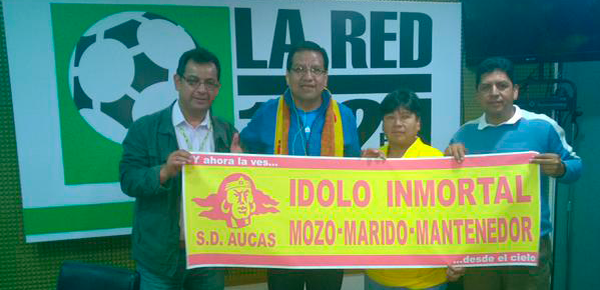 LA RED
Y ahora la ves...
IDOLO INMORTAL
MOZO-MARIDO-MANTENEDOR
S.D. AUCAS
...desde el cielo